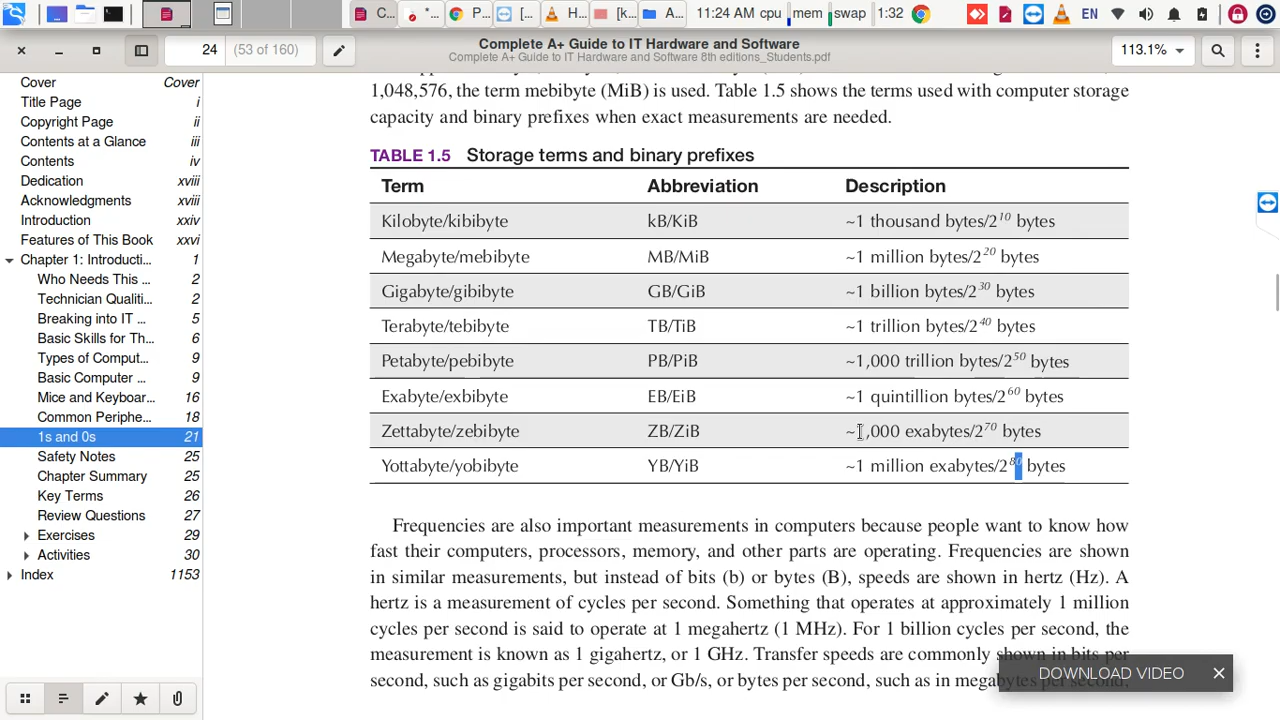 C... *... P... [... H... [k... A... 11:24 AM cpu mem swap 1:32 EN
24 (53 of 160) Complete A+ Guide to IT Hardware and Software 113.1%
Complete A+ Guide to IT Hardware and Software 8th editions_Students.pdf
Cover Cover
Title Page i
Copyright Page ii
Contents at a Glance iii
Contents iv
Dedication xviii
Acknowledgments xviii
Introduction xxiv
Features of This Book xxvi
Chapter 1: Introducti... 1
Who Needs This ... 2
Technician Qualiti... 2
Breaking into IT ... 5
Basic Skills for Th... 6
Types of Comput... 9
Basic Computer ... 9
Mice and Keyboar... 16
Common Periphe... 18
1s and 0s 21
Safety Notes 25
Chapter Summary 25
Key Terms 26
Review Questions 27
Exercises 29
Activities 30
Index 1153
1,048,576, the term mebibyte (MiB) is used. Table 1.5 shows the terms used with computer storage
capacity and binary prefixes when exact measurements are needed.
TABLE 1.5 Storage terms and binary prefixes
Term Abbreviation Description
Kilobyte/kibibyte kB/KiB ~1 thousand bytes/2¹⁰ bytes
Megabyte/mebibyte MB/MiB ~1 million bytes/2²⁰ bytes
Gigabyte/gibibyte GB/GiB ~1 billion bytes/2³⁰ bytes
Terabyte/tebibyte TB/TiB ~1 trillion bytes/2⁴⁰ bytes
Petabyte/pebibyte PB/PiB ~1,000 trillion bytes/2⁵⁰ bytes
Exabyte/exbibyte EB/EiB ~1 quintillion bytes/2⁶⁰ bytes
Zettabyte/zebibyte ZB/ZiB ~1,000 exabytes/2⁷⁰ bytes
Yottabyte/yobibyte YB/YiB ~1 million exabytes/2⁸⁰ bytes
Frequencies are also important measurements in computers because people want to know how
fast their computers, processors, memory, and other parts are operating. Frequencies are shown
in similar measurements, but instead of bits (b) or bytes (B), speeds are shown in hertz (Hz). A
hertz is a measurement of cycles per second. Something that operates at approximately 1 million
cycles per second is said to operate at 1 megahertz (1 MHz). For 1 billion cycles per second, the
measurement is known as 1 gigahertz, or 1 GHz. Transfer speeds are commonly shown in bits per
second, such as gigabits per second, or Gb/s, or bytes per second, such as in megabytes per second,
DOWNLOAD VIDEO